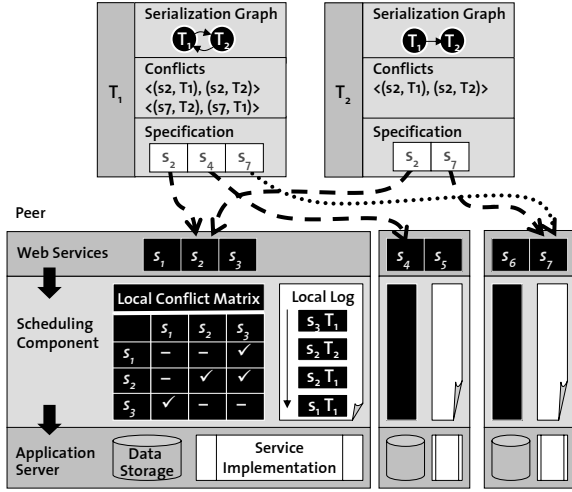 Serialization Graph
T1 T2
Conflicts
<(s2, T1), (s2, T2)>
<(s7, T2), (s7, T1)>
T1
Specification
s2 s4 s7
Serialization Graph
T1 T2
Conflicts
<(s2, T1), (s2, T2)>
T2
Specification
s2 s7
Peer
Web Services
s1 s2 s3
s4 s5
s6 s7
Scheduling
Component
Local Conflict Matrix
s1 s2 s3
s1 – – ✓
s2 – ✓ ✓
s3 ✓ – –
Local Log
s3 T1
s2 T2
s2 T1
s1 T1
Application
Server
Data
Storage
Service
Implementation